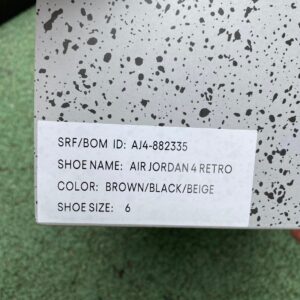 SRF/BOM ID: AJ4-882335
SHOE NAME: AIR JORDAN 4 RETRO
COLOR: BROWN/BLACK/BEIGE
SHOE SIZE: 6